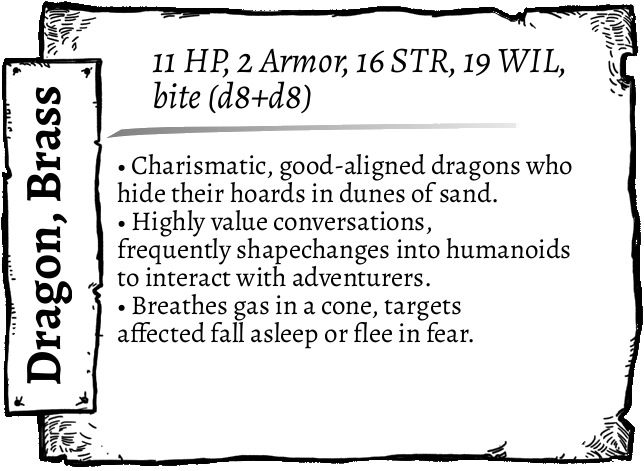 Dragon, Brass
11 HP, 2 Armor, 16 STR, 19 WIL,
bite (d8+d8)
• Charismatic, good-aligned dragons who
hide their hoards in dunes of sand.
• Highly value conversations,
frequently shapechanges into humanoids
to interact with adventurers.
• Breathes gas in a cone, targets
affected fall asleep or flee in fear.